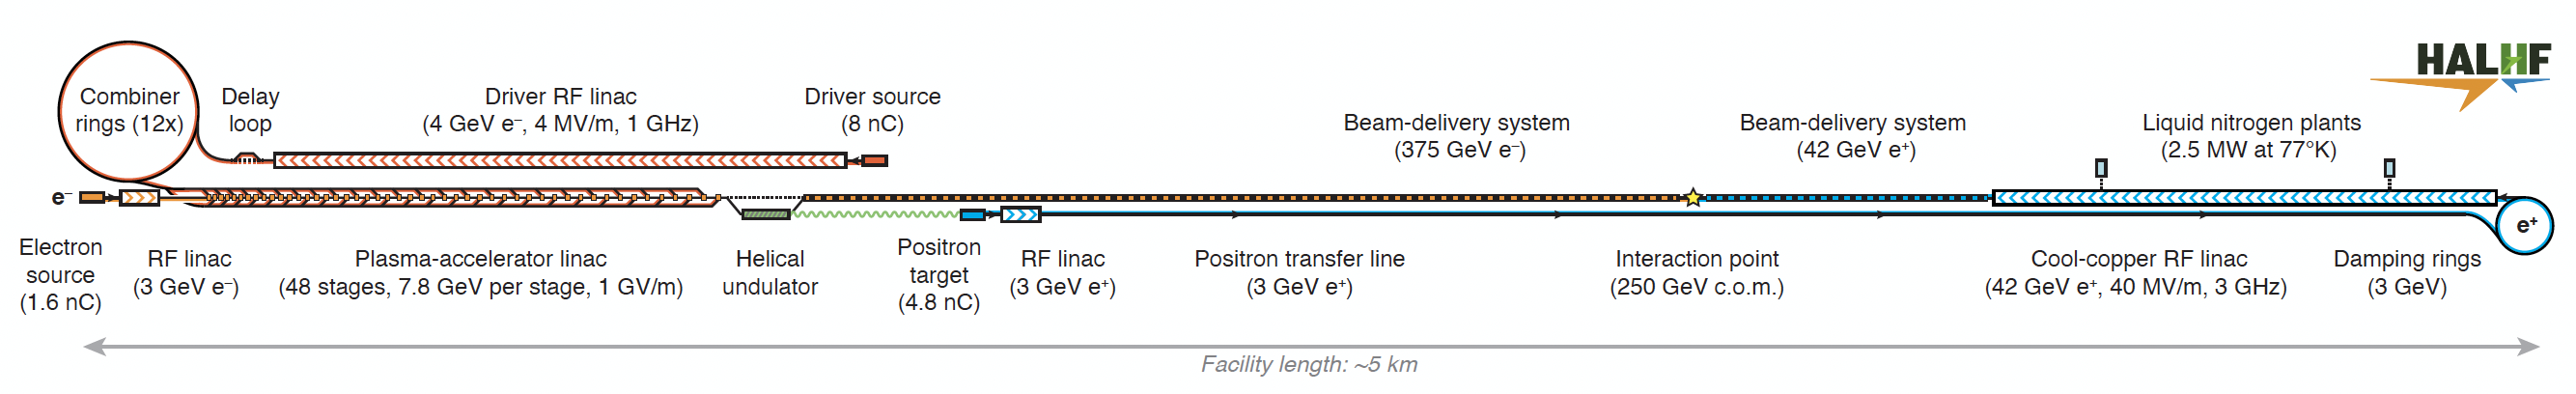 HALHF
Combiner
rings (12x)
Delay
loop
Driver RF linac
(4 GeV e⁻, 4 MV/m, 1 GHz)
Driver source
(8 nC)
Beam-delivery system
(375 GeV e⁻)
Beam-delivery system
(42 GeV e⁺)
Liquid nitrogen plants
(2.5 MW at 77°K)
e⁻
e⁺
Electron
source
(1.6 nC)
RF linac
(3 GeV e⁻)
Plasma-accelerator linac
(48 stages, 7.8 GeV per stage, 1 GV/m)
Helical
undulator
Positron
target
(4.8 nC)
RF linac
(3 GeV e⁺)
Positron transfer line
(3 GeV e⁺)
Interaction point
(250 GeV c.o.m.)
Cool-copper RF linac
(42 GeV e⁺, 40 MV/m, 3 GHz)
Damping rings
(3 GeV)
Facility length: ~5 km